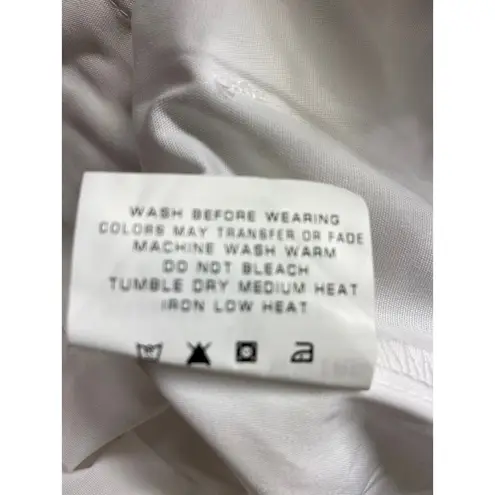 WASH BEFORE WEARING
COLORS MAY TRANSFER OR FADE
MACHINE WASH WARM
DO NOT BLEACH
TUMBLE DRY MEDIUM HEAT
IRON LOW HEAT